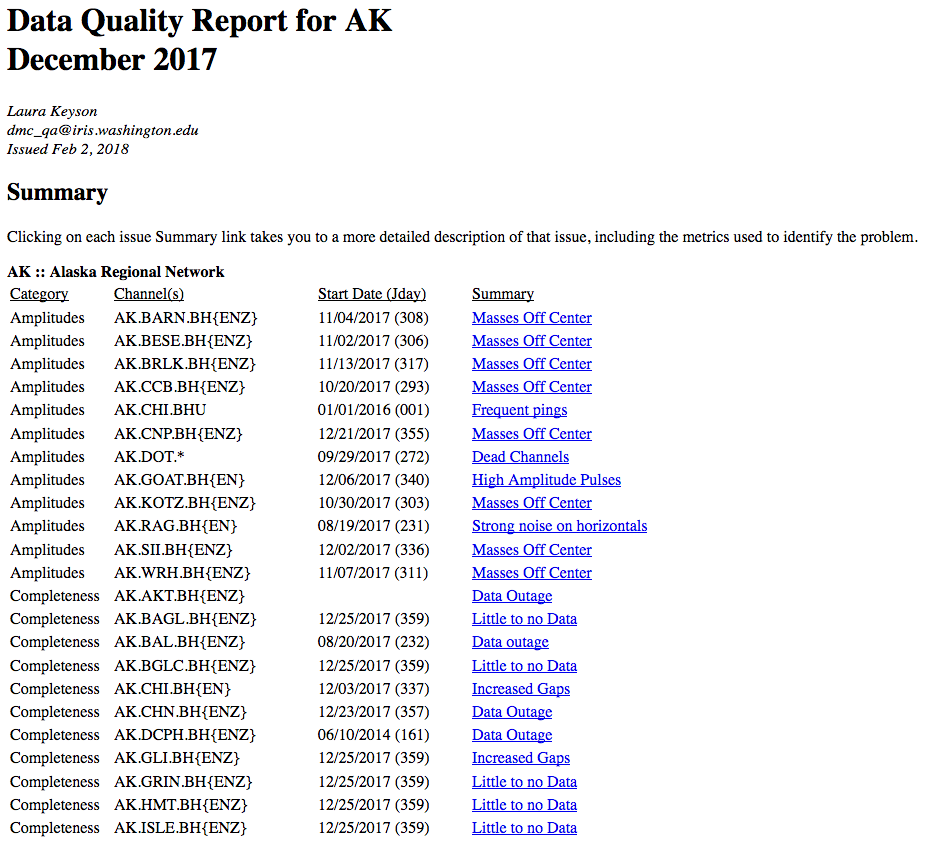 Data Quality Report for AK
December 2017
Laura Keyson
dmc_qa@iris.washington.edu
Issued Feb 2, 2018
Summary
Clicking on each issue Summary link takes you to a more detailed description of that issue, including the metrics used to identify the problem.
AK :: Alaska Regional Network
Category Channel(s) Start Date (Jday) Summary
Amplitudes AK.BARN.BH{ENZ} 11/04/2017 (308) Masses Off Center
Amplitudes AK.BESE.BH{ENZ} 11/02/2017 (306) Masses Off Center
Amplitudes AK.BRLK.BH{ENZ} 11/13/2017 (317) Masses Off Center
Amplitudes AK.CCB.BH{ENZ} 10/20/2017 (293) Masses Off Center
Amplitudes AK.CHI.BHU 01/01/2016 (001) Frequent pings
Amplitudes AK.CNP.BH{ENZ} 12/21/2017 (355) Masses Off Center
Amplitudes AK.DOT.* 09/29/2017 (272) Dead Channels
Amplitudes AK.GOAT.BH{EN} 12/06/2017 (340) High Amplitude Pulses
Amplitudes AK.KOTZ.BH{ENZ} 10/30/2017 (303) Masses Off Center
Amplitudes AK.RAG.BH{EN} 08/19/2017 (231) Strong noise on horizontals
Amplitudes AK.SII.BH{ENZ} 12/02/2017 (336) Masses Off Center
Amplitudes AK.WRH.BH{ENZ} 11/07/2017 (311) Masses Off Center
Completeness AK.AKT.BH{ENZ} Data Outage
Completeness AK.BAGL.BH{ENZ} 12/25/2017 (359) Little to no Data
Completeness AK.BAL.BH{ENZ} 08/20/2017 (232) Data outage
Completeness AK.BGLC.BH{ENZ} 12/25/2017 (359) Little to no Data
Completeness AK.CHI.BH{EN} 12/03/2017 (337) Increased Gaps
Completeness AK.CHN.BH{ENZ} 12/23/2017 (357) Data Outage
Completeness AK.DCPH.BH{ENZ} 06/10/2014 (161) Data Outage
Completeness AK.GLI.BH{ENZ} 12/25/2017 (359) Increased Gaps
Completeness AK.GRIN.BH{ENZ} 12/25/2017 (359) Little to no Data
Completeness AK.HMT.BH{ENZ} 12/25/2017 (359) Little to no Data
Completeness AK.ISLE.BH{ENZ} 12/25/2017 (359) Little to no Data